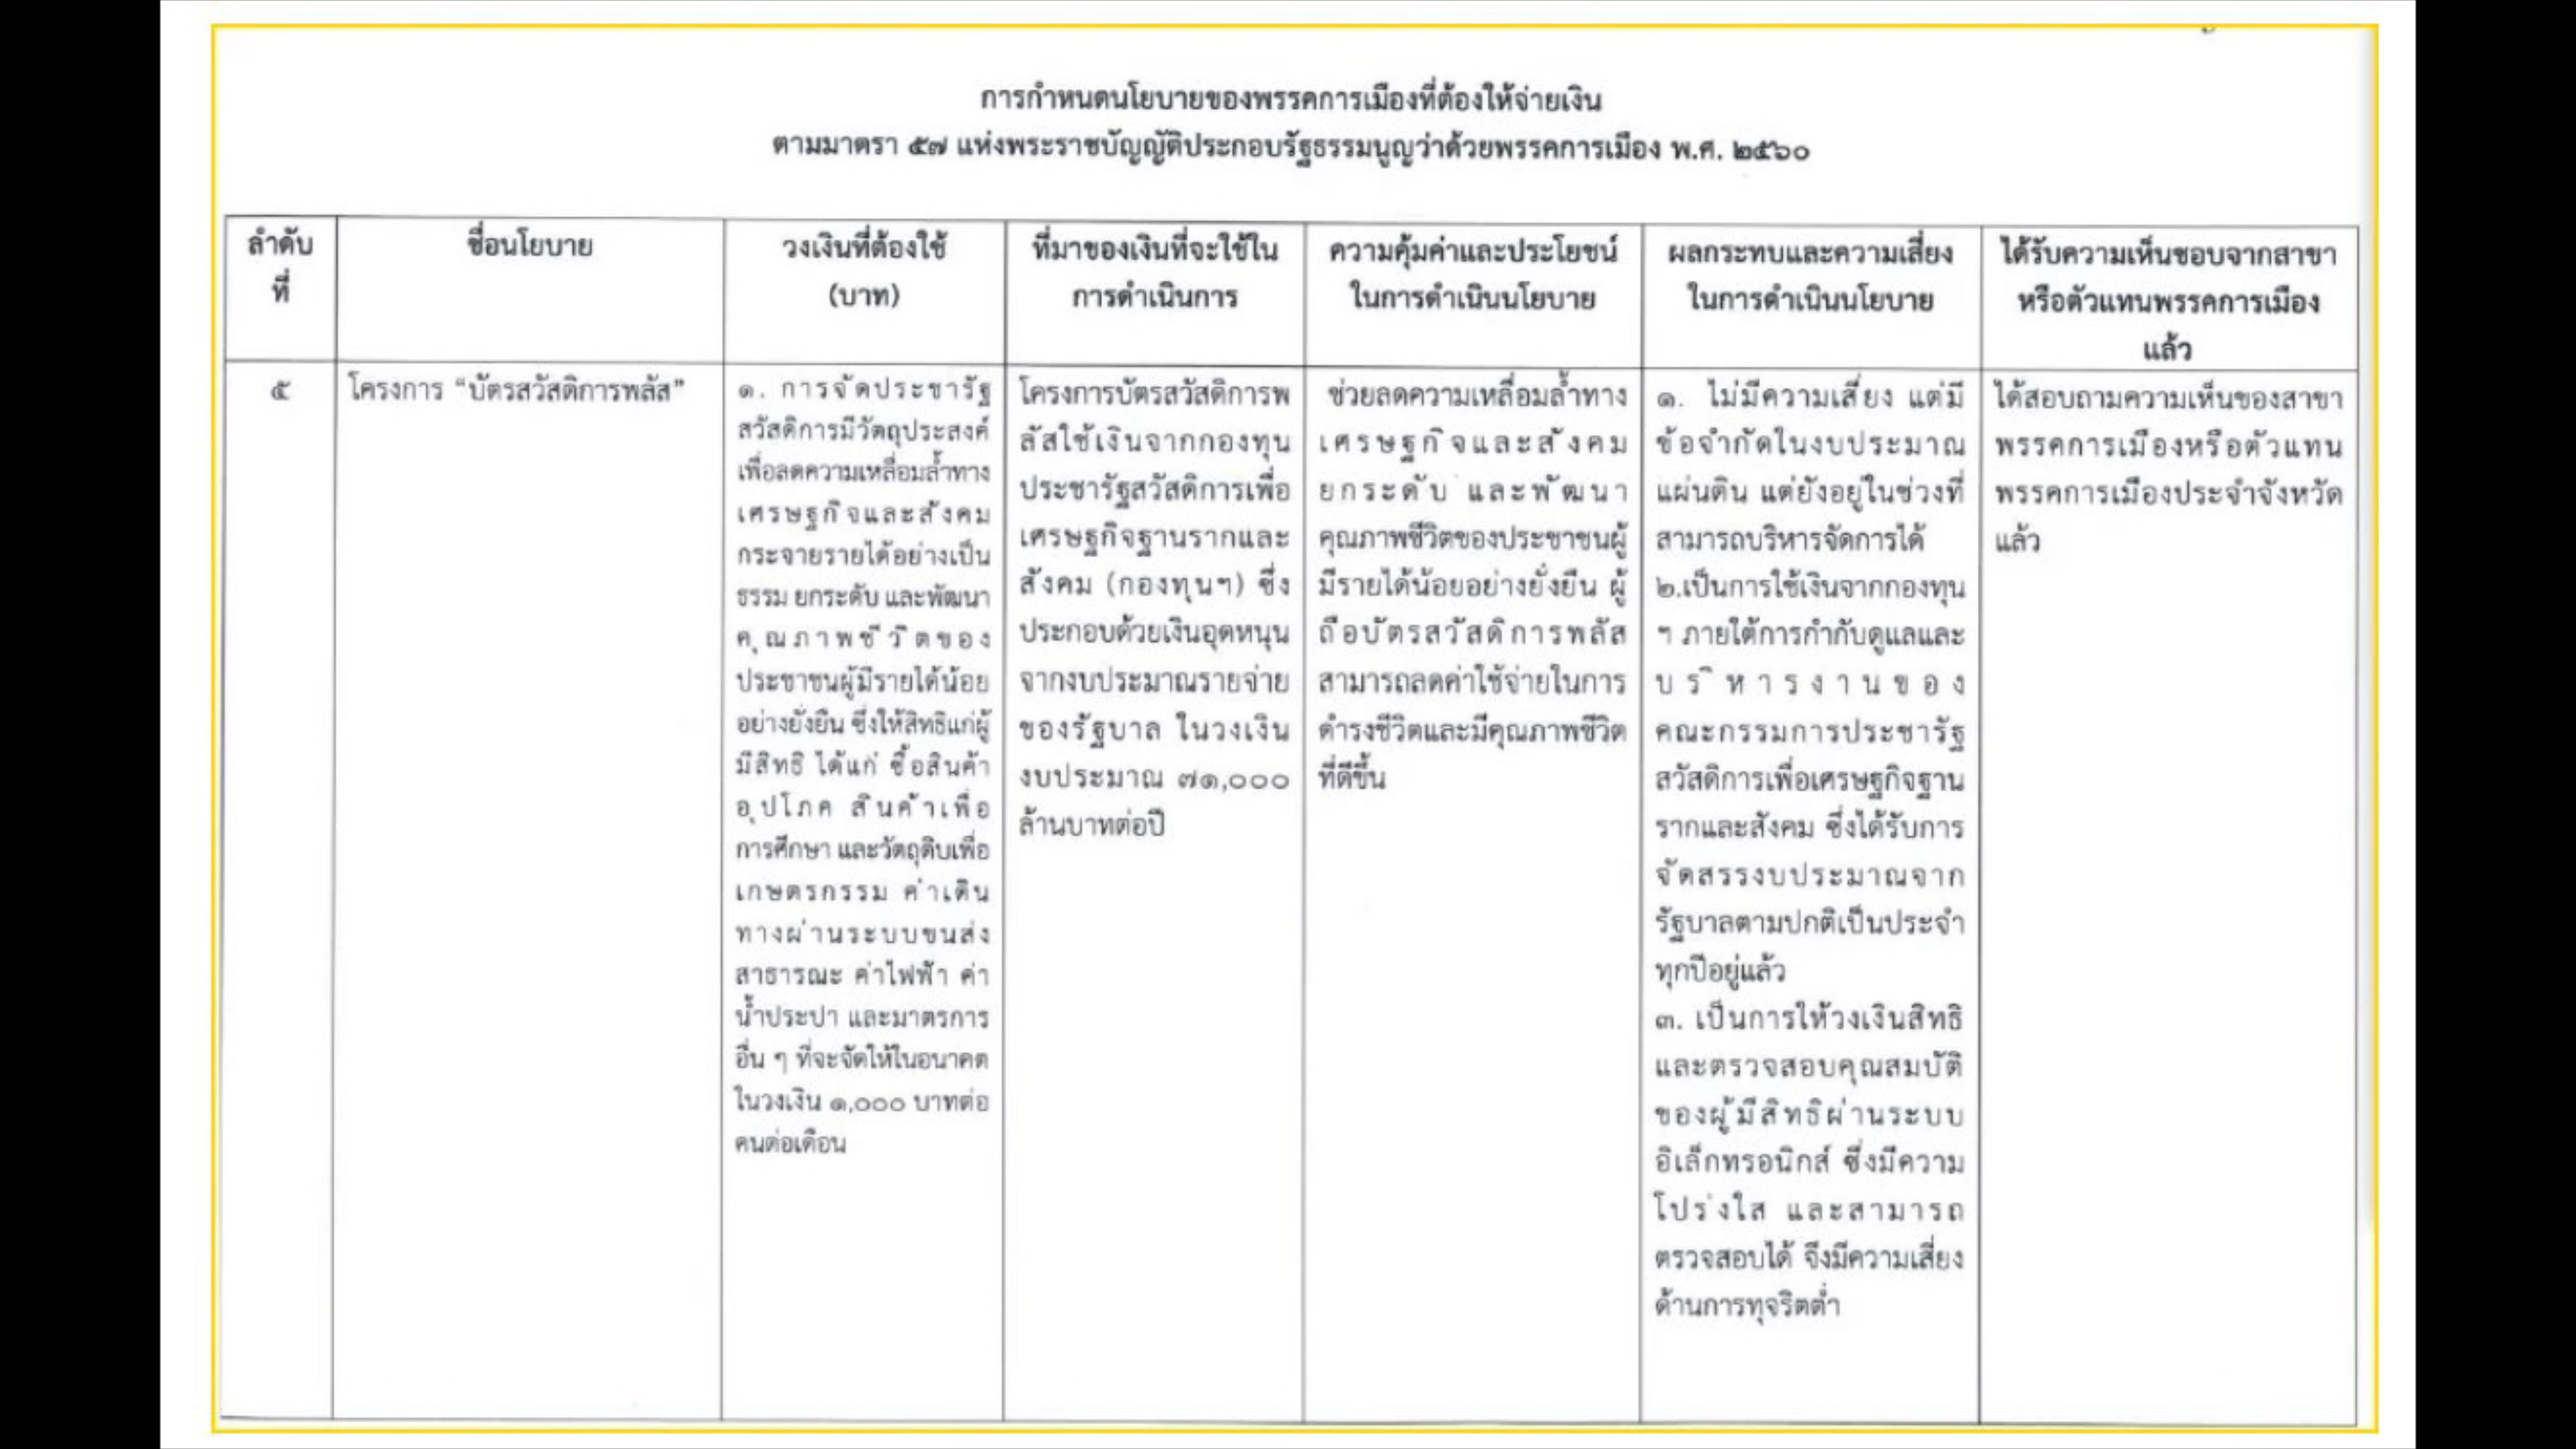 การกำหนดนโยบายของพรรคการเมืองที่ต้องให้จ่ายเงิน
ตามมาตรา ๕๗ แห่งพระราชบัญญัติประกอบรัฐธรรมนูญว่าด้วยพรรคการเมือง พ.ศ. ๒๕๖๐
ลำดับ
ที่
ชื่อนโยบาย
วงเงินที่ต้องใช้
(บาท)
ที่มาของเงินที่จะใช้ใน
การดำเนินการ
ความคุ้มค่าและประโยชน์
ในการดำเนินนโยบาย
ผลกระทบและความเสี่ยง
ในการดำเนินนโยบาย
ได้รับความเห็นชอบจากสาขา
หรือตัวแทนพรรคการเมือง
แล้ว
๕
โครงการ “บัตรสวัสดิการพลัส”
๑. การจัดประชารัฐ
สวัสดิการมีวัตถุประสงค์
เพื่อลดความเหลื่อมล้ำทาง
เศรษฐกิจและสังคม
กระจายรายได้อย่างเป็น
ธรรม ยกระดับ และพัฒนา
คุณภาพชีวิตของ
ประชาชนผู้มีรายได้น้อย
อย่างยั่งยืน ซึ่งให้สิทธิแก่ผู้
มีสิทธิ ได้แก่ ซื้อสินค้า
อุปโภค สินค้าเพื่อ
การศึกษา และวัตถุดิบเพื่อ
เกษตรกรรม ค่าเดิน
ทางผ่านระบบขนส่ง
สาธารณะ ค่าไฟฟ้า ค่า
น้ำประปา และมาตรการ
อื่น ๆ ที่จะจัดให้ในอนาคต
ในวงเงิน ๑,๐๐๐ บาทต่อ
คนต่อเดือน
โครงการบัตรสวัสดิการพ
ลัสใช้เงินจากกองทุน
ประชารัฐสวัสดิการเพื่อ
เศรษฐกิจฐานรากและ
สังคม (กองทุนฯ) ซึ่ง
ประกอบด้วยเงินอุดหนุน
จากงบประมาณรายจ่าย
ของรัฐบาล ในวงเงิน
งบประมาณ ๗๑,๐๐๐
ล้านบาทต่อปี
ช่วยลดความเหลื่อมล้ำทาง
เศรษฐกิจและสังคม
ยกระดับ และพัฒนา
คุณภาพชีวิตของประชาชนผู้
มีรายได้น้อยอย่างยั่งยืน ผู้
ถือบัตรสวัสดิการพลัส
สามารถลดค่าใช้จ่ายในการ
ดำรงชีวิตและมีคุณภาพชีวิต
ที่ดีขึ้น
๑. ไม่มีความเสี่ยง แต่มี
ข้อจำกัดในงบประมาณ
แผ่นดิน แต่ยังอยู่ในช่วงที่
สามารถบริหารจัดการได้
๒.เป็นการใช้เงินจากกองทุน
ฯ ภายใต้การกำกับดูแลและ
บริหารงานของ
คณะกรรมการประชารัฐ
สวัสดิการเพื่อเศรษฐกิจฐาน
รากและสังคม ซึ่งได้รับการ
จัดสรรงบประมาณจาก
รัฐบาลตามปกติเป็นประจำ
ทุกปีอยู่แล้ว
๓. เป็นการให้วงเงินสิทธิ
และตรวจสอบคุณสมบัติ
ของผู้มีสิทธิผ่านระบบ
อิเล็กทรอนิกส์ ซึ่งมีความ
โปร่งใส และสามารถ
ตรวจสอบได้ จึงมีความเสี่ยง
ด้านการทุจริตต่ำ
ได้สอบถามความเห็นของสาขา
พรรคการเมืองหรือตัวแทน
พรรคการเมืองประจำจังหวัด
แล้ว